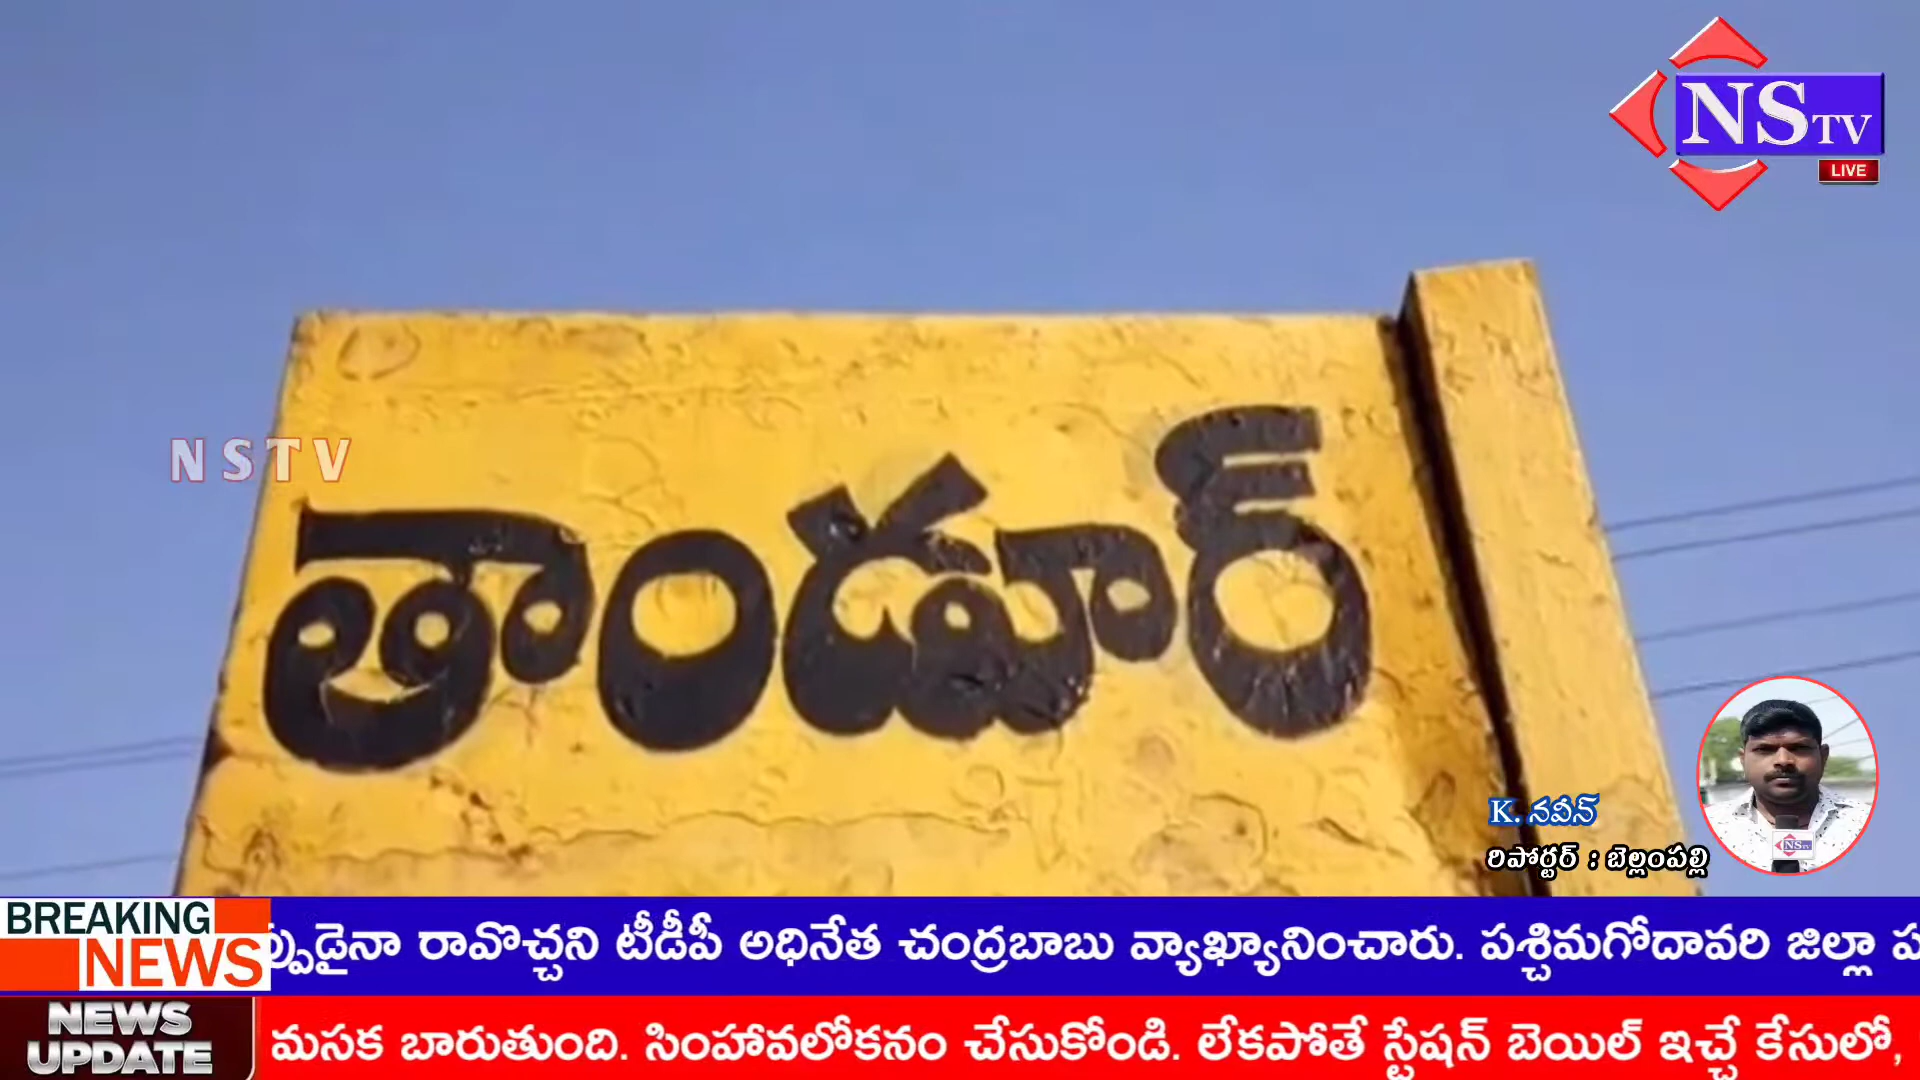 NSTV
LIVE
NSTV
తాండూర్
K. నవీన్
రిపోర్టర్ : బెల్లంపల్లి
BREAKING
NEWS
ప్పుడైనా రావొచ్చని టీడీపీ అధినేత చంద్రబాబు వ్యాఖ్యానించారు. పశ్చిమగోదావరి జిల్లా ప
NEWS
UPDATE
మసక బారుతుంది. సింహావలోకనం చేసుకోండి. లేకపోతే స్టేషన్ బెయిల్ ఇచ్చే కేసులో,